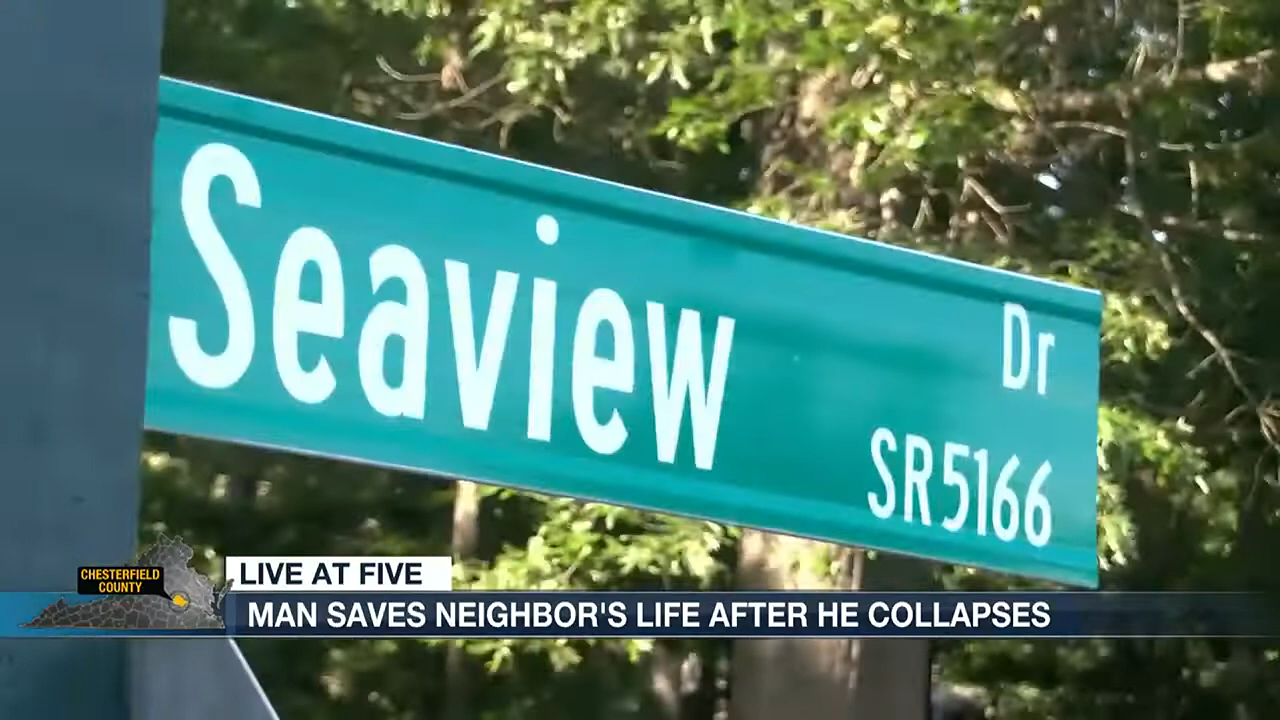 Seaview
Dr
SR5166
CHESTERFIELD
COUNTY
LIVE AT FIVE
MAN SAVES NEIGHBOR'S LIFE AFTER HE COLLAPSES